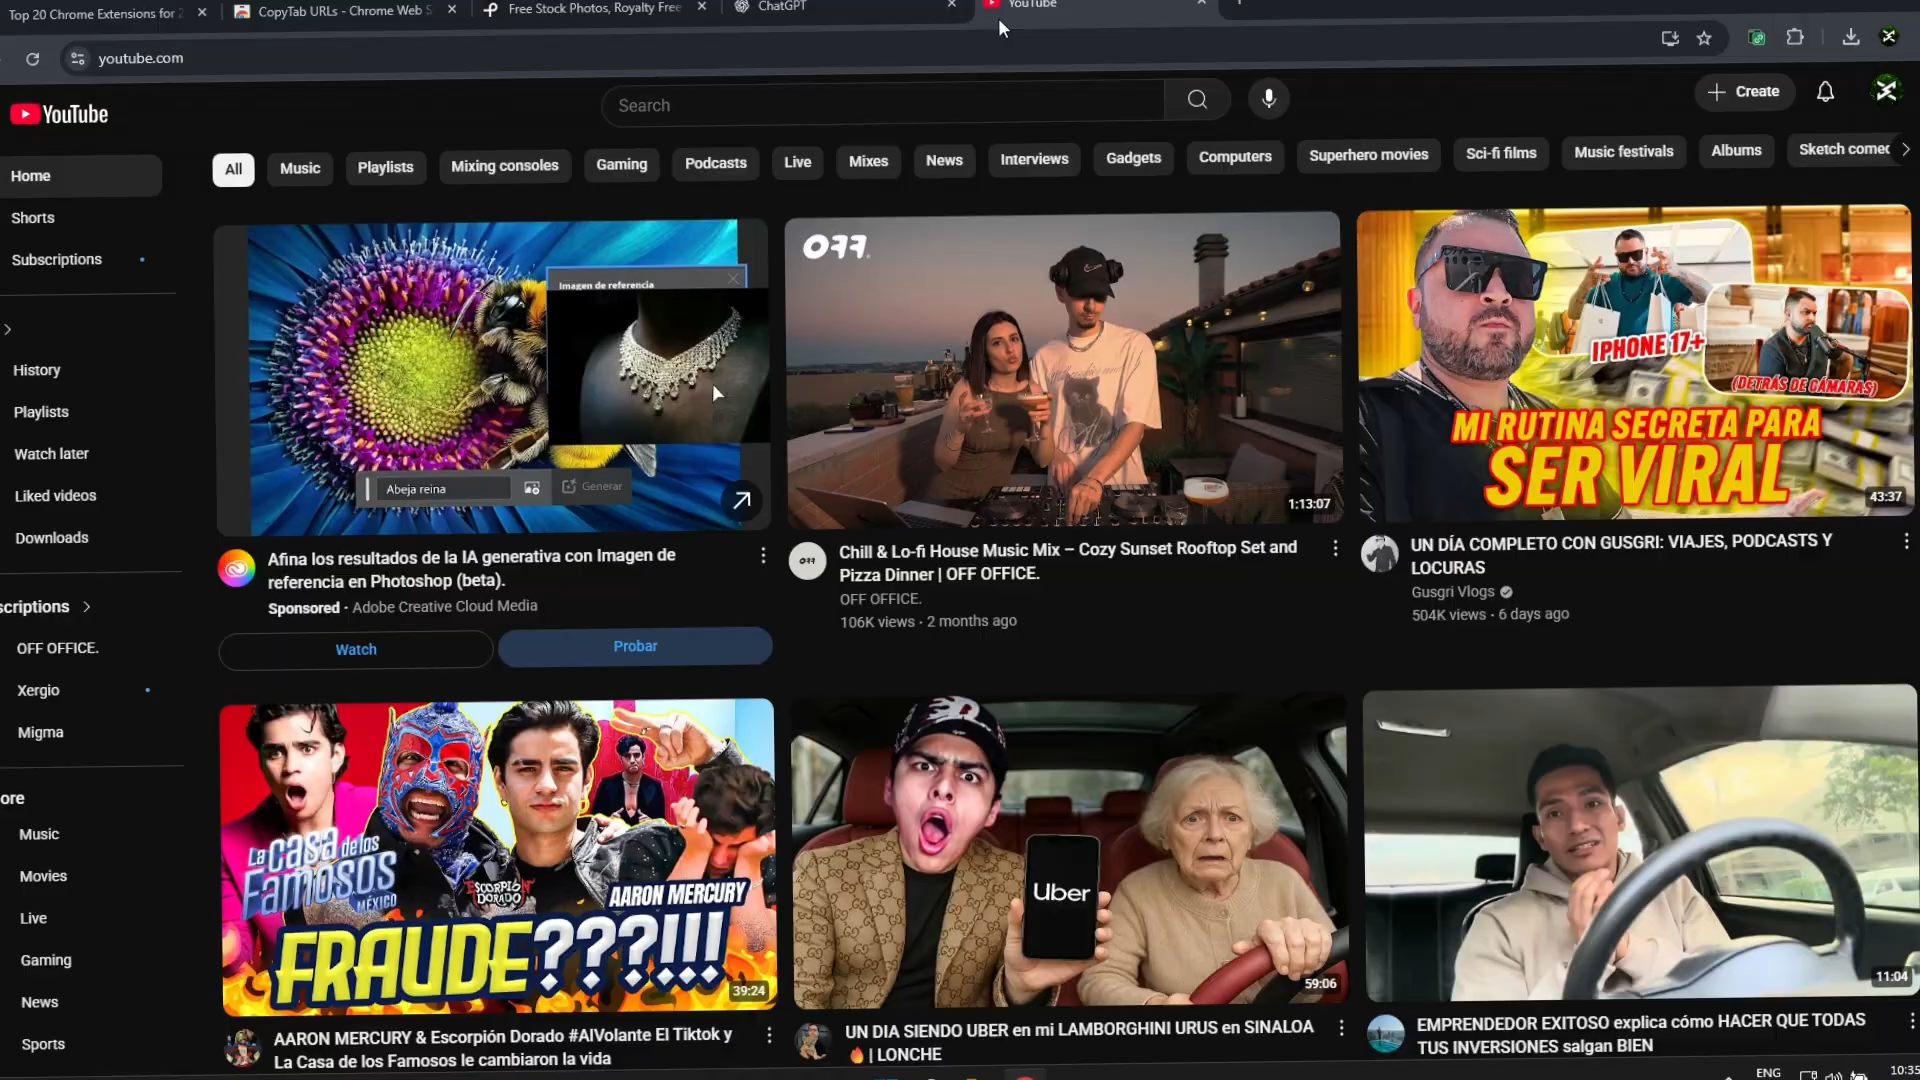 Top 20 Chrome Extensions for
CopyTab URLs - Chrome Web S
Free Stock Photos, Royalty Free
ChatGPT
YouTube
youtube.com
YouTube
Search
Create
All
Music
Playlists
Mixing consoles
Gaming
Podcasts
Live
Mixes
News
Interviews
Gadgets
Computers
Superhero movies
Sci-fi films
Music festivals
Albums
Sketch comec
Home
Shorts
Subscriptions
History
Playlists
Watch later
Liked videos
Downloads
scriptions
OFF OFFICE.
Xergio
Migma
ore
Music
Movies
Live
Gaming
News
Sports
Imagen de referencia
Abeja reina
Generar
Afina los resultados de la IA generativa con Imagen de
referencia en Photoshop (beta).
Sponsored · Adobe Creative Cloud Media
Watch
Probar
OFF.
1:13:07
OFF
Chill & Lo-fi House Music Mix – Cozy Sunset Rooftop Set and
Pizza Dinner | OFF OFFICE.
OFF OFFICE.
106K views · 2 months ago
IPHONE 17+
(DETRÁS DE CÁMARAS)
MI RUTINA SECRETA PARA
SER VIRAL
43:37
UN DÍA COMPLETO CON GUSGRI: VIAJES, PODCASTS Y
LOCURAS
Gusgri Vlogs
504K views · 6 days ago
La casa de los
Famosos
MÉXICO
ESCORPIÓN
DORADO
AARON MERCURY
FRAUDE???!!!
39:24
AARON MERCURY & Escorpión Dorado #AlVolante El Tiktok y
La Casa de los Famosos le cambiaron la vida
Uber
59:06
UN DIA SIENDO UBER en mi LAMBORGHINI URUS en SINALOA
🔥 | LONCHE
11:04
EMPRENDEDOR EXITOSO explica cómo HACER QUE TODAS
TUS INVERSIONES salgan BIEN
ENG
10:35